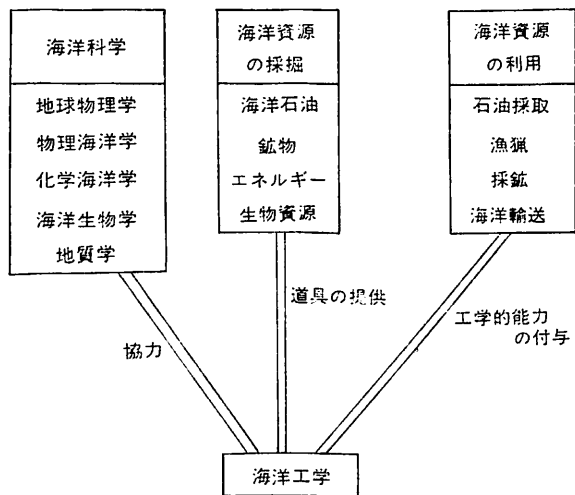 海洋科学
地球物理学
物理海洋学
化学海洋学
海洋生物学
地質学
海洋資源
の採掘
海洋石油
鉱物
エネルギー
生物資源
海洋資源
の利用
石油採取
漁猟
採鉱
海洋輸送
協力
道具の提供
工学的能力
の付与
海洋工学